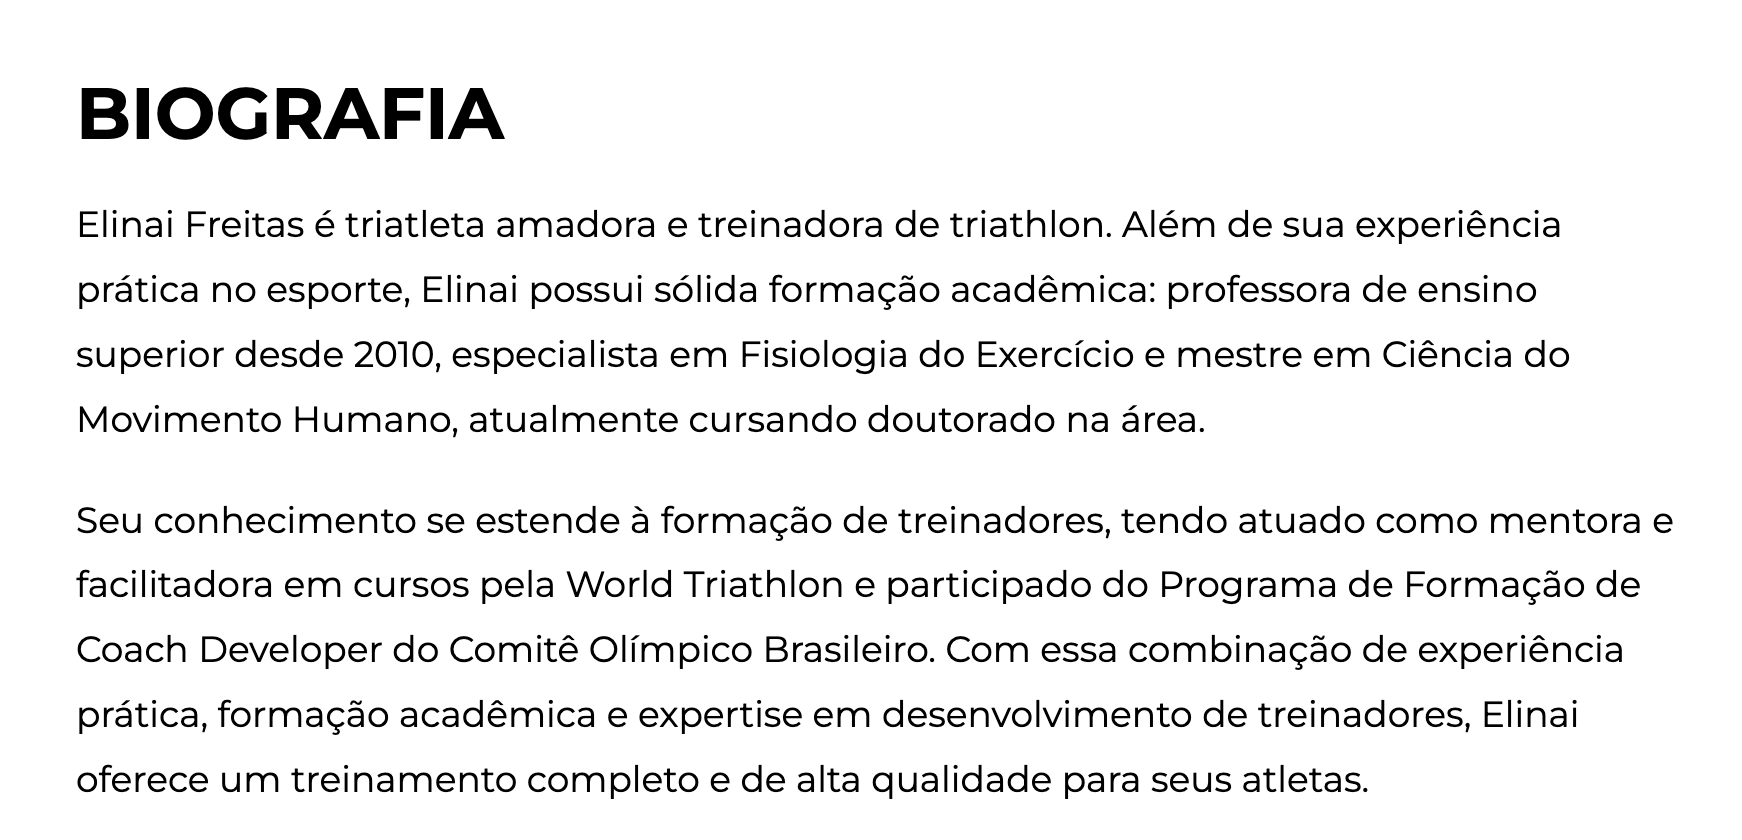 BIOGRAFIA
Elinai Freitas é triatleta amadora e treinadora de triathlon. Além de sua experiência
prática no esporte, Elinai possui sólida formação acadêmica: professora de ensino
superior desde 2010, especialista em Fisiologia do Exercício e mestre em Ciência do
Movimento Humano, atualmente cursando doutorado na área.
Seu conhecimento se estende à formação de treinadores, tendo atuado como mentora e
facilitadora em cursos pela World Triathlon e participado do Programa de Formação de
Coach Developer do Comitê Olímpico Brasileiro. Com essa combinação de experiência
prática, formação acadêmica e expertise em desenvolvimento de treinadores, Elinai
oferece um treinamento completo e de alta qualidade para seus atletas.